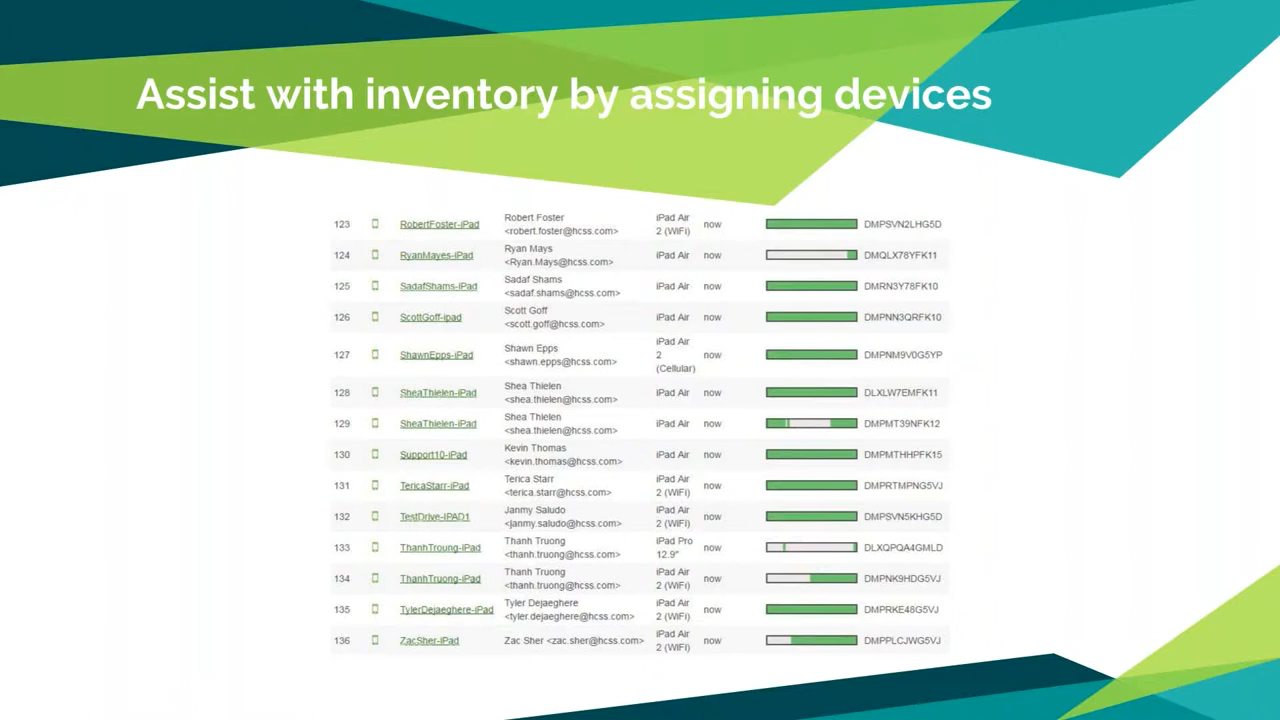 Assist with inventory by assigning devices
123 RobertFoster-iPad Robert Foster <robert.foster@hcss.com> iPad Air 2 (WiFi) now DMPSVN2LHG5D
124 RyanMayes-iPad Ryan Mays <Ryan.Mays@hcss.com> iPad Air now DMQLX78YFK11
125 SadafShams-iPad Sadaf Shams <sadaf.shams@hcss.com> iPad Air now DMRN3Y78FK10
126 ScottGoff-ipad Scott Goff <scott.goff@hcss.com> iPad Air now DMPNN3QRFK10
127 ShawnEpps-iPad Shawn Epps <shawn.epps@hcss.com> iPad Air 2 (Cellular) now DMPNM9V0G5YP
128 SheaThielen-iPad Shea Thielen <shea.thielen@hcss.com> iPad Air now DLXLW7EMFK11
129 SheaThielen-iPad Shea Thielen <shea.thielen@hcss.com> iPad Air now DMPMT39NFK12
130 Support10-iPad Kevin Thomas <kevin.thomas@hcss.com> iPad Air now DMPMTHHPFK15
131 TericaStarr-iPad Terica Starr <terica.starr@hcss.com> iPad Air 2 (WiFi) now DMPRTMPNG5VJ
132 TestDrive-IPAD1 Janmy Saludo <janmy.saludo@hcss.com> iPad Air 2 (WiFi) now DMPSVN5KHG5D
133 ThanhTroung-iPad Thanh Truong <thanh.truong@hcss.com> iPad Pro 12.9" now DLXQPQA4GMLD
134 ThanhTruong-iPad Thanh Truong <thanh.truong@hcss.com> iPad Air 2 (WiFi) now DMPNK9HDG5VJ
135 TylerDejaeghere-iPad Tyler Dejaeghere <tyler.dejaeghere@hcss.com> iPad Air 2 (WiFi) now DMPRKE48G5VJ
136 ZacSher-iPad Zac Sher <zac.sher@hcss.com> iPad Air 2 (WiFi) now DMPPLCJWG5VJ